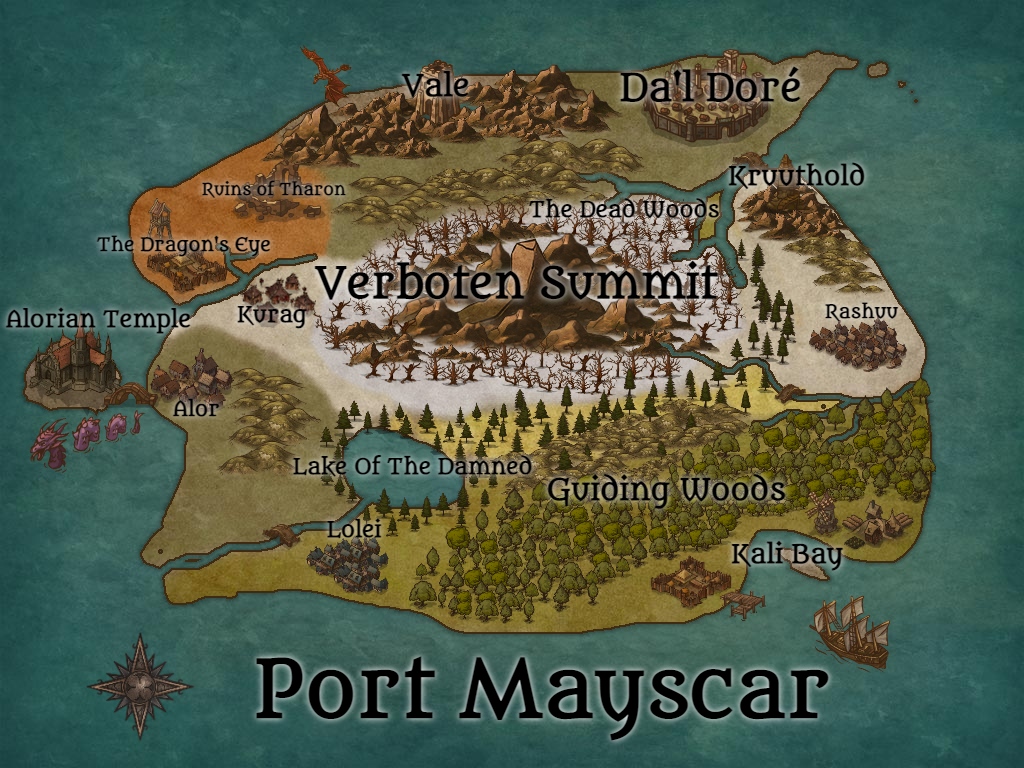 Vale
Da'l Doré
Kruuthold
Ruins of Tharon
The Dead Woods
The Dragon's Eye
Verboten Summit
Kurag
Rashuu
Alorian Temple
Alor
Lake Of The Damned
Guiding Woods
Lolei
Kali Bay
Port Mayscar